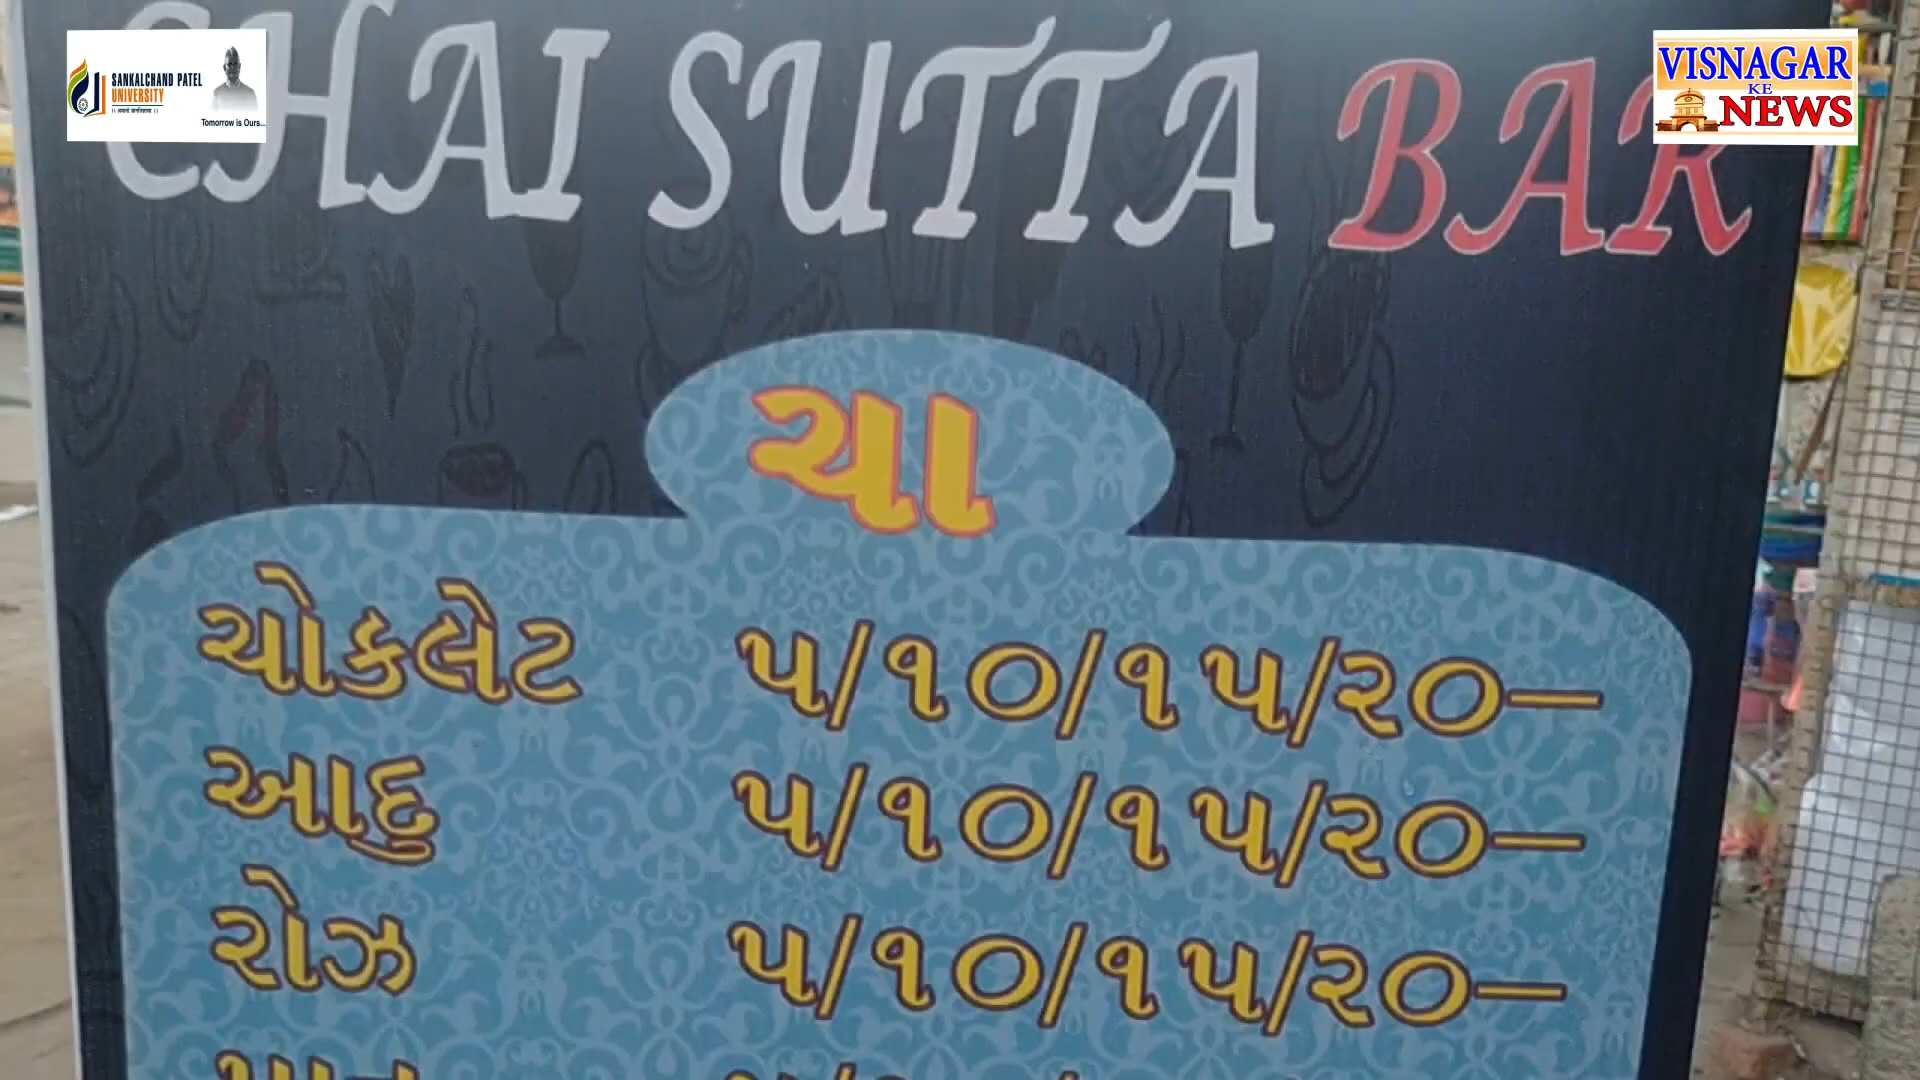 CHAI SUTTA BAR
SANKALCHAND PATEL
UNIVERSITY
Tomorrow is Ours...
VISNAGAR
KE
NEWS
ચા
ચોકલેટ ૫/૧૦/૧૫/૨૦–
આદુ ૫/૧૦/૧૫/૨૦–
રોઝ ૫/૧૦/૧૫/૨૦–